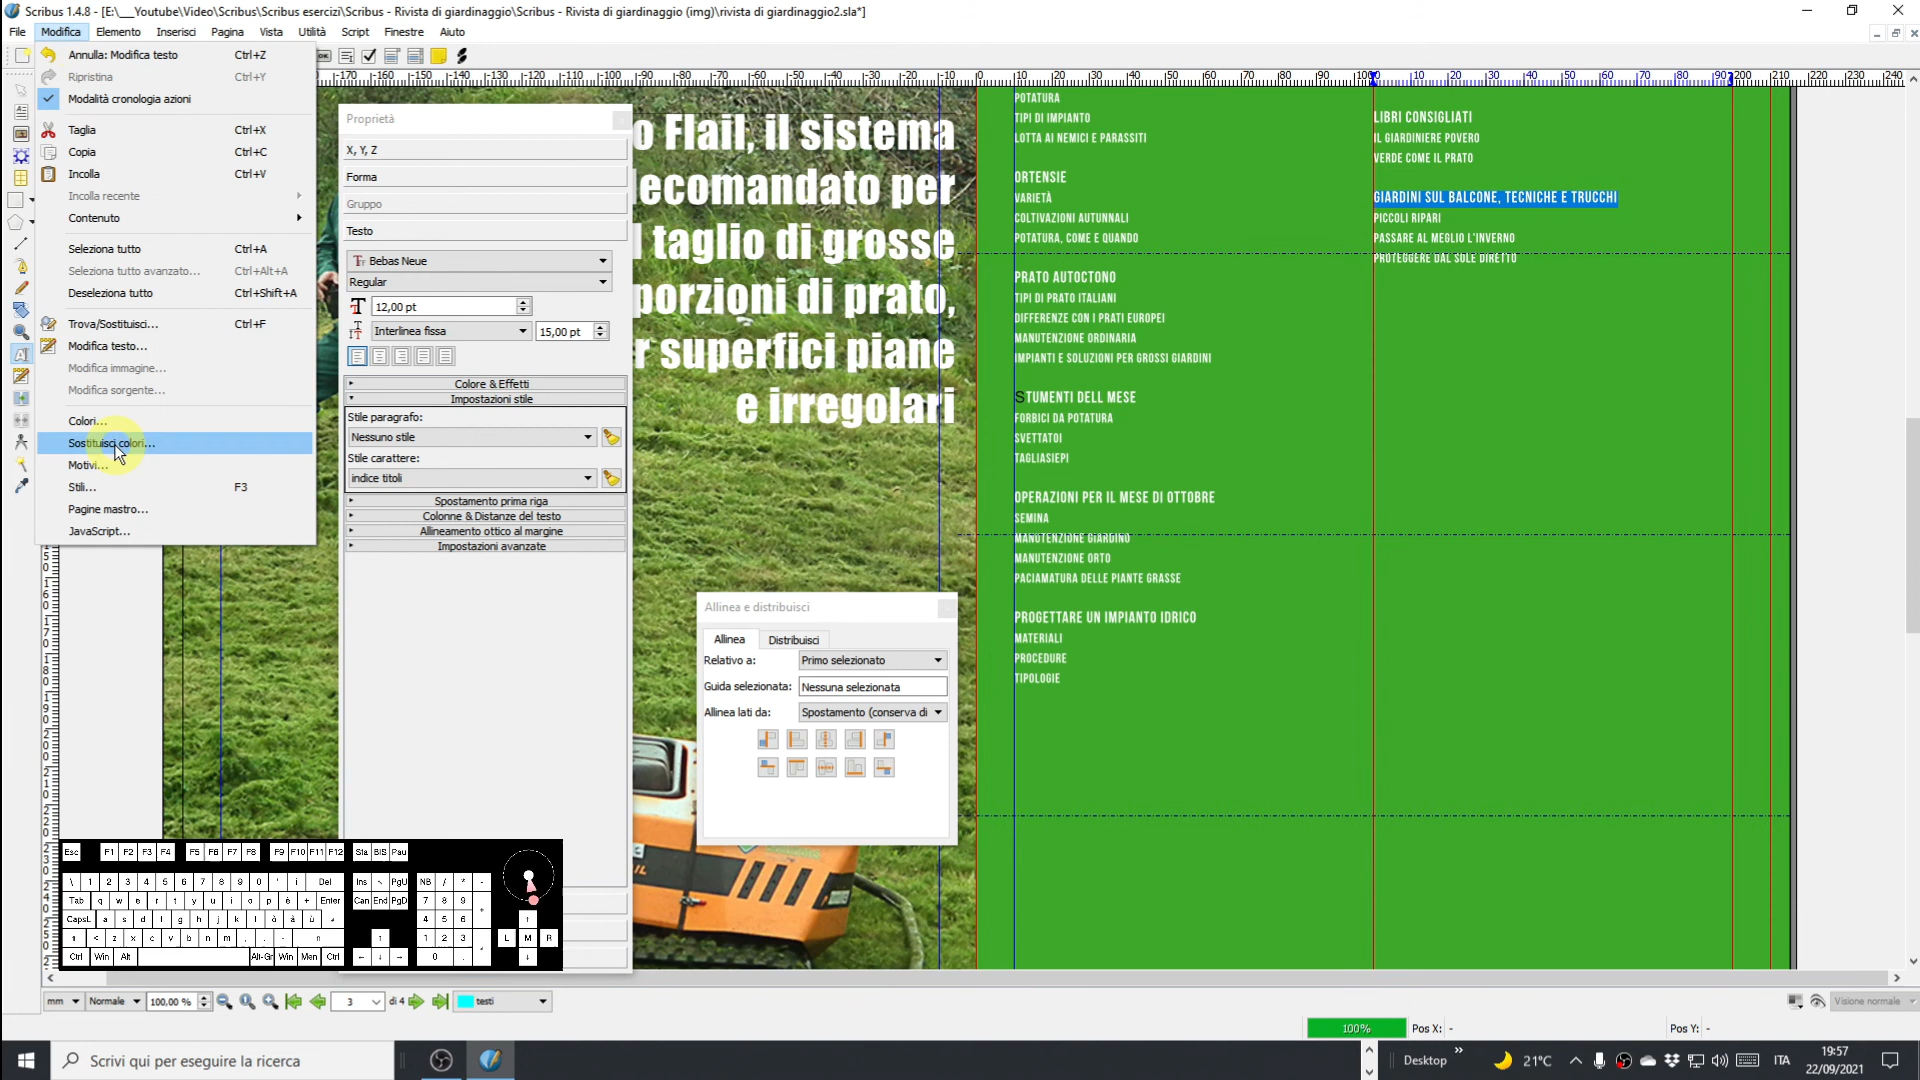 Scribus 1.4.8 - [E:\___Youtube\Video\Scribus\Scribus esercizi\Scribus - Rivista di giardinaggio\Scribus - Rivista di giardinaggio (img)\rivista di giardinaggio2.sla*]
File Modifica Elemento Inserisci Pagina Vista Utilità Script Finestre Aiuto
Annulla: Modifica testo Ctrl+Z
Ripristina Ctrl+Y
Modalità cronologia azioni
Taglia Ctrl+X
Copia Ctrl+C
Incolla Ctrl+V
Incolla recente
Contenuto
Seleziona tutto Ctrl+A
Seleziona tutto avanzato... Ctrl+Alt+A
Deseleziona tutto Ctrl+Shift+A
Trova/Sostituisci... Ctrl+F
Modifica testo...
Modifica immagine...
Modifica sorgente...
Colori...
Sostituisci colori...
Motivi...
Stili... F3
Pagine mastro...
JavaScript...
Proprietà
X, Y, Z
Forma
Gruppo
Testo
Bebas Neue
Regular
12,00 pt
Interlinea fissa 15,00 pt
Colore & Effetti
Impostazioni stile
Stile paragrafo:
Nessuno stile
Stile carattere:
indice titoli
Spostamento prima riga
Colonne & Distanze del testo
Allineamento ottico al margine
Impostazioni avanzate
o Flail, il sistema
ecomandato per
l taglio di grosse
porzioni di prato,
r superfici piane
e irregolari
Allinea e distribuisci
Allinea Distribuisci
Relativo a: Primo selezionato
Guida selezionata: Nessuna selezionata
Allinea lati da: Spostamento (conserva di
POTATURA
TIPI DI IMPIANTO
LOTTA AI NEMICI E PARASSITI
ORTENSIE
VARIETÀ
COLTIVAZIONI AUTUNNALI
POTATURA, COME E QUANDO
PRATO AUTOCTONO
TIPI DI PRATO ITALIANI
DIFFERENZE CON I PRATI EUROPEI
MANUTENZIONE ORDINARIA
IMPIANTI E SOLUZIONI PER GROSSI GIARDINI
STUMENTI DELL MESE
FORBICI DA POTATURA
SVETTATOI
TAGLIASIEPI
OPERAZIONI PER IL MESE DI OTTOBRE
SEMINA
MANUTENZIONE GIARDINO
MANUTENZIONE ORTO
PACIAMATURA DELLE PIANTE GRASSE
PROGETTARE UN IMPIANTO IDRICO
MATERIALI
PROCEDURE
TIPOLOGIE
LIBRI CONSIGLIATI
IL GIARDINIERE POVERO
VERDE COME IL PRATO
GIARDINI SUL BALCONE, TECNICHE E TRUCCHI
PICCOLI RIPARI
PASSARE AL MEGLIO L'INVERNO
PROTEGGERE DAL SOLE DIRETTO
mm Normale 100,00 % 3 di 4 testi Visione normale
100% Pos X: - Pos Y: -
Scrivi qui per eseguire la ricerca
Desktop 21°C ITA
19:57
22/09/2021